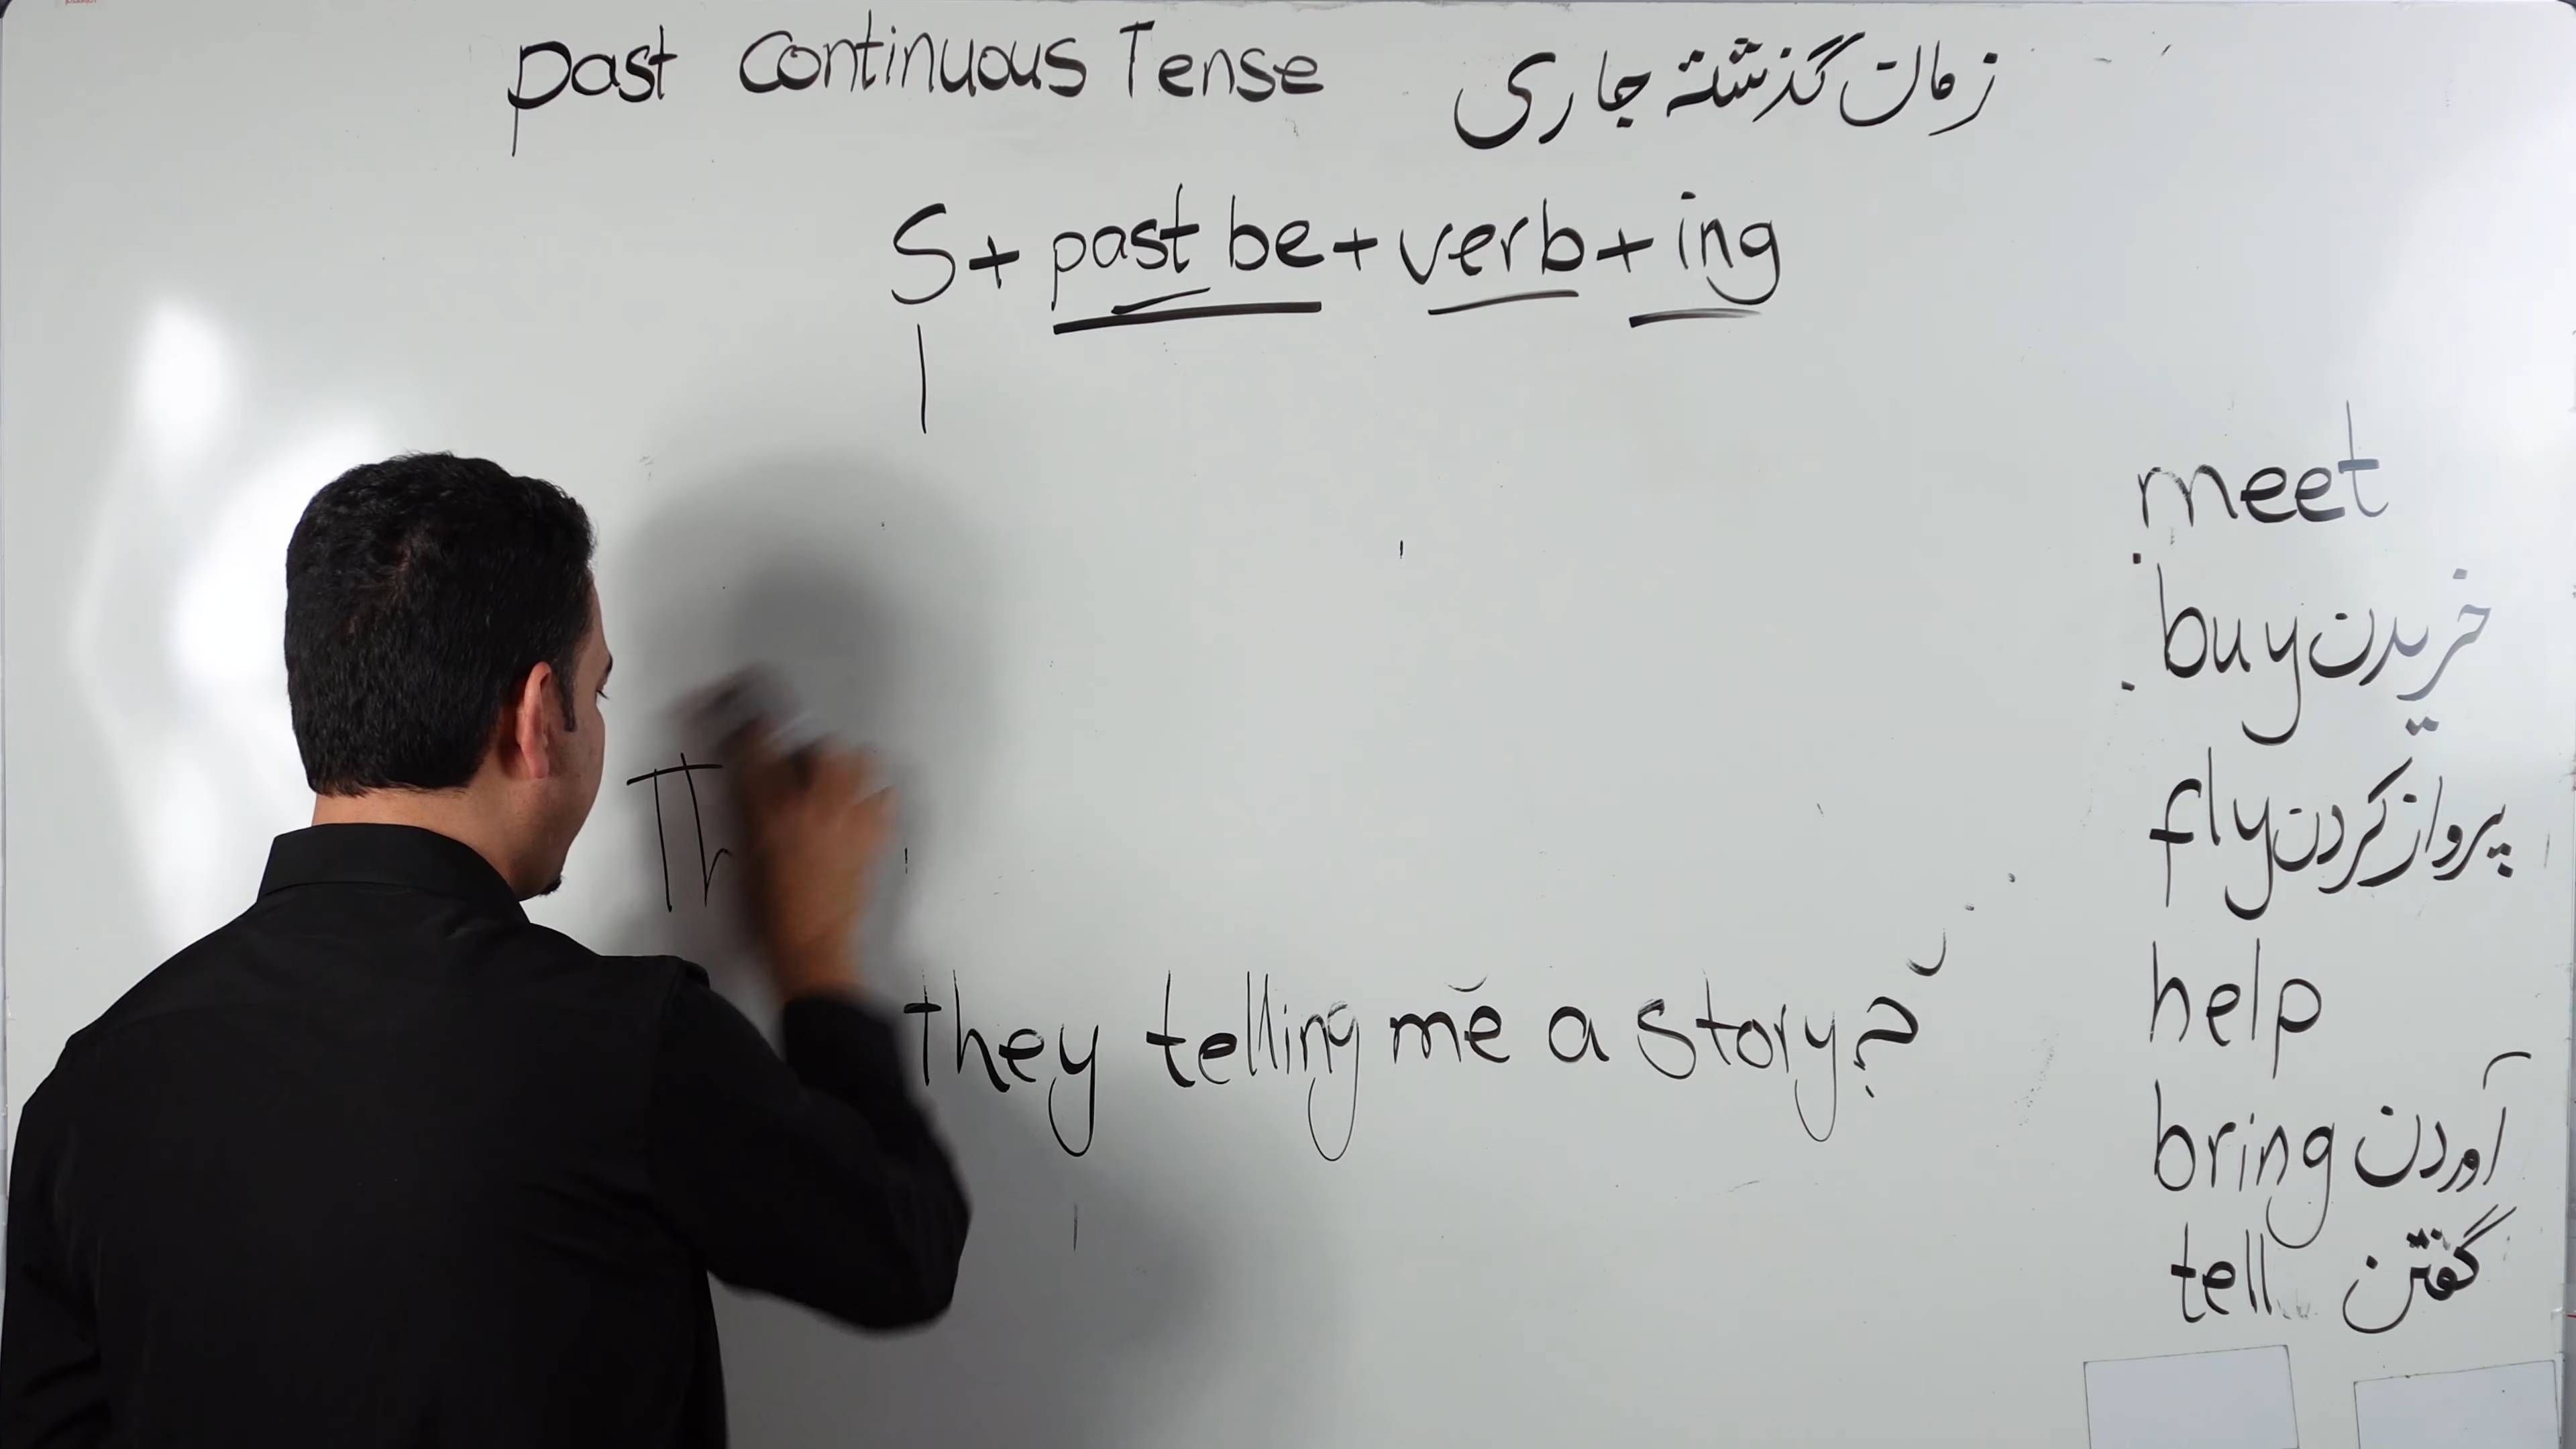 past Continuous Tense زمان گذشتہ جاری
S+ past be + verb + ing
I
meet
buy خریدن
Th
fly پرواز کردن
they telling me a story?
help
bring آوردن
tell گفتن